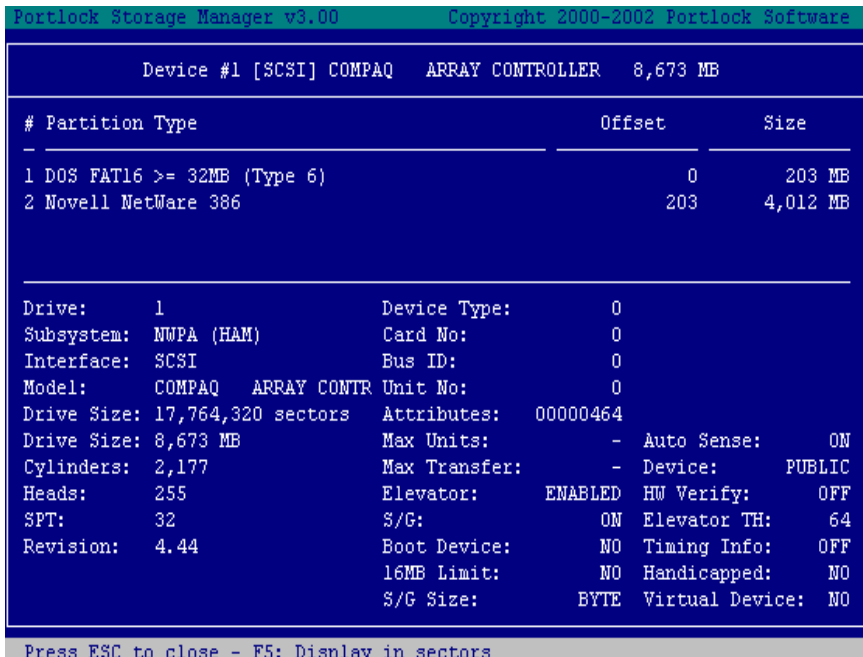 Portlock Storage Manager v3.00 Copyright 2000-2002 Portlock Software
Device #1 [SCSI] COMPAQ ARRAY CONTROLLER 8,673 MB
# Partition Type Offset Size
1 DOS FAT16 >= 32MB (Type 6) 0 203 MB
2 Novell NetWare 386 203 4,012 MB
Drive: 1 Device Type: 0
Subsystem: NWPA (HAM) Card No: 0
Interface: SCSI Bus ID: 0
Model: COMPAQ ARRAY CONTR Unit No: 0
Drive Size: 17,764,320 sectors Attributes: 00000464
Drive Size: 8,673 MB Max Units: - Auto Sense: ON
Cylinders: 2,177 Max Transfer: - Device: PUBLIC
Heads: 255 Elevator: ENABLED HW Verify: OFF
SPT: 32 S/G: ON Elevator TH: 64
Revision: 4.44 Boot Device: NO Timing Info: OFF
16MB Limit: NO Handicapped: NO
S/G Size: BYTE Virtual Device: NO
Press ESC to close - F5: Display in sectors